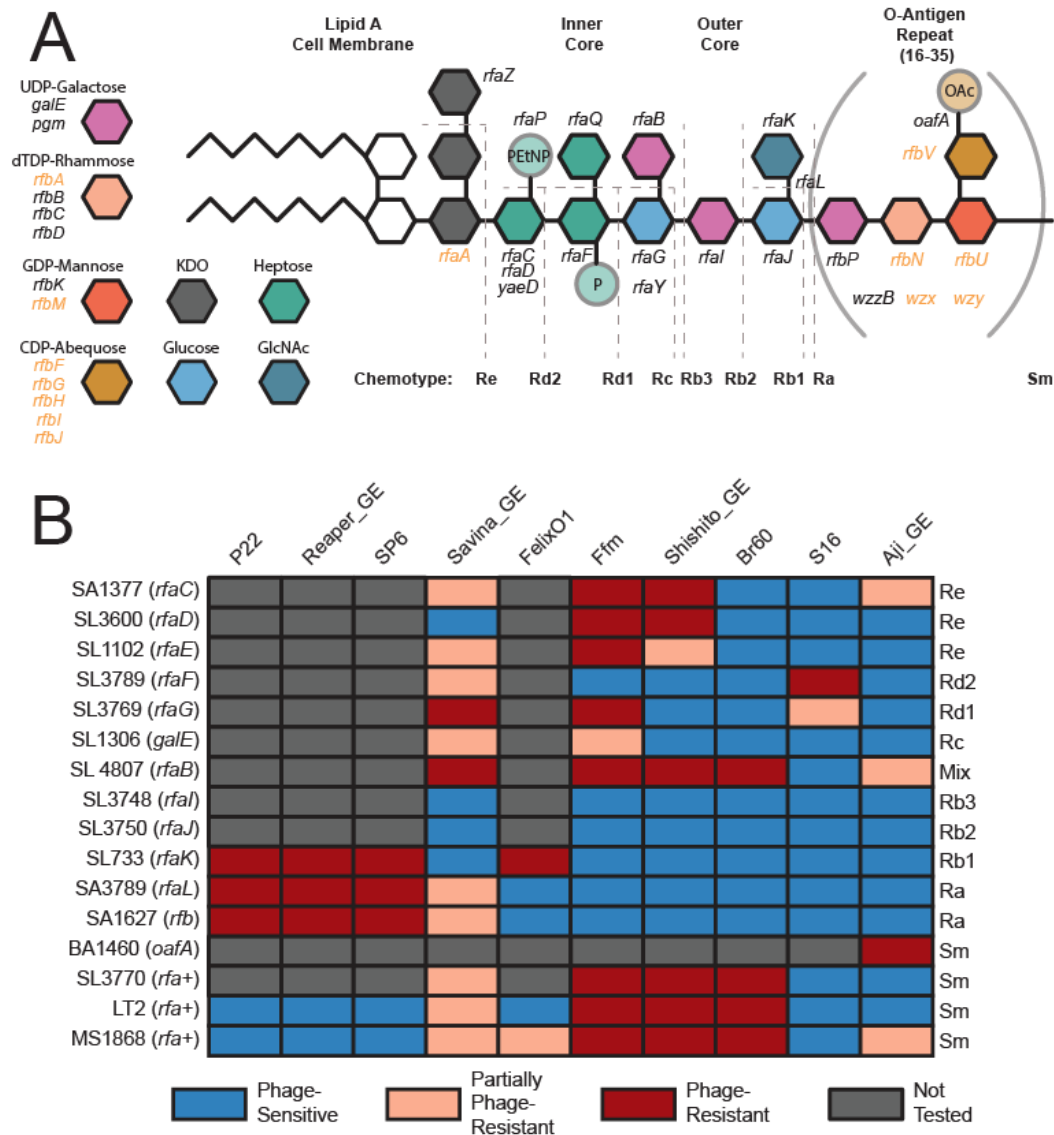 A
Lipid A
Cell Membrane
Inner
Core
Outer
Core
O-Antigen
Repeat
(16-35)
UDP-Galactose
galE
pgm
dTDP-Rhammose
rfbA
rfbB
rfbC
rfbD
GDP-Mannose
rfbK
rfbM
KDO
Heptose
CDP-Abequose
rfbF
rfbG
rfbH
rfbI
rfbJ
Glucose
GlcNAc
rfaZ
rfaP
rfaQ
rfaB
rfaK
OAc
oafA
PEtNP
rfbV
rfaL
rfaA
rfaC
rfaD
yaeD
rfaF
P
rfaG
rfaY
rfaI
rfaJ
rfbP
rfbN
rfbU
wzzB
wzx
wzy
Chemotype: Re Rd2 Rd1 Rc Rb3 Rb2 Rb1 Ra Sm
B
P22 Reaper_GE SP6 Savina_GE FelixO1 Ffm Shishito_GE Br60 S16 Aji_GE
SA1377 (rfaC) Re
SL3600 (rfaD) Re
SL1102 (rfaE) Re
SL3789 (rfaF) Rd2
SL3769 (rfaG) Rd1
SL1306 (galE) Rc
SL 4807 (rfaB) Mix
SL3748 (rfaI) Rb3
SL3750 (rfaJ) Rb2
SL733 (rfaK) Rb1
SA3789 (rfaL) Ra
SA1627 (rfb) Ra
BA1460 (oafA) Sm
SL3770 (rfa+) Sm
LT2 (rfa+) Sm
MS1868 (rfa+) Sm
Phage-
Sensitive
Partially
Phage-
Resistant
Phage-
Resistant
Not
Tested